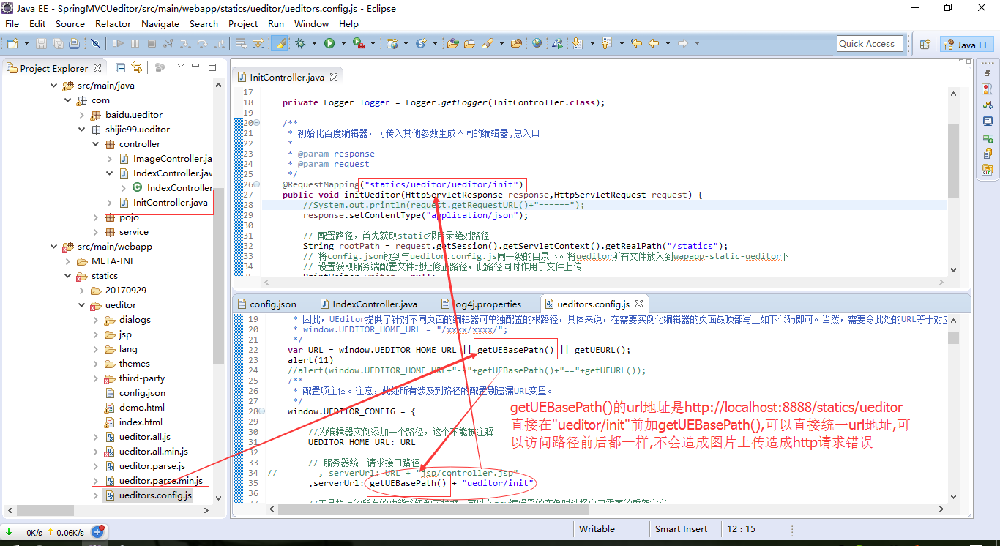 Java EE - SpringMVCUeditor/src/main/webapp/statics/ueditor/ueditors.config.js - Eclipse
File Edit Source Refactor Navigate Search Project Run Window Help
Quick Access
Java EE
Project Explorer
src/main/java
com
baidu.ueditor
shijie99.ueditor
controller
ImageController.ja
IndexController.jav
IndexController
InitController.java
pojo
service
src/main/webapp
META-INF
statics
20170929
ueditor
dialogs
jsp
lang
themes
third-party
config.json
demo.html
index.html
ueditor.all.js
ueditor.all.min.js
ueditor.parse.js
ueditor.parse.min.js
ueditors.config.js
InitController.java
17
18 private Logger logger = Logger.getLogger(InitController.class);
19
20 /**
21 * 初始化百度编辑器，可传入其他参数生成不同的编辑器,总入口
22 *
23 * @param response
24 * @param request
25 */
26 @RequestMapping("statics/ueditor/ueditor/init")
27 public void initUeditor(HttpServletResponse response,HttpServletRequest request) {
28 //System.out.println(request.getRequestURL()+"======");
29 response.setContentType("application/json");
30
31 // 配置路径，首先获取static根目录绝对路径
32 String rootPath = request.getSession().getServletContext().getRealPath("/statics");
33 // 将config.json放到与ueditor.config.js同一级的目录下。将ueditor所有文件放入到wapapp-static-ueditor下
34 // 设置获取服务端配置文件地址修正路径，此路径同时作用于文件上传
config.json IndexController.java log4j.properties ueditors.config.js
19 * 因此，UEditor提供了针对不同页面的编辑器可单独配置的根路径，具体来说，在需要实例化编辑器的页面最顶部写上如下代码即可。当然，需要令此处的URL等于对应
20 * window.UEDITOR_HOME_URL = "/xxxx/xxxx/";
21 */
22 var URL = window.UEDITOR_HOME_URL || getUEBasePath() || getUEURL();
23 alert(11)
24 //alert(window.UEDITOR_HOME_URL+"--"+getUEBasePath()+"=="+getUEURL());
25 /**
26 * 配置项主体。注意，此处所有涉及到路径的配置别遗漏URL变量。
27 */
28 window.UEDITOR_CONFIG = {
29
30 //为编辑器实例添加一个路径，这个不能被注释
31 UEDITOR_HOME_URL: URL
32
33 // 服务器统一请求接口路径
34 // , serverUrl: URL + "jsp/controller.jsp"
35 ,serverUrl: getUEBasePath() + "ueditor/init"
36
getUEBasePath()的url地址是http://localhost:8888/statics/ueditor
直接在"ueditor/init"前加getUEBasePath(),可以直接统一url地址,可
以访问路径前后都一样,不会造成图片上传造成http请求错误
0K/s 0.06K/s
Writable Smart Insert 12 : 15